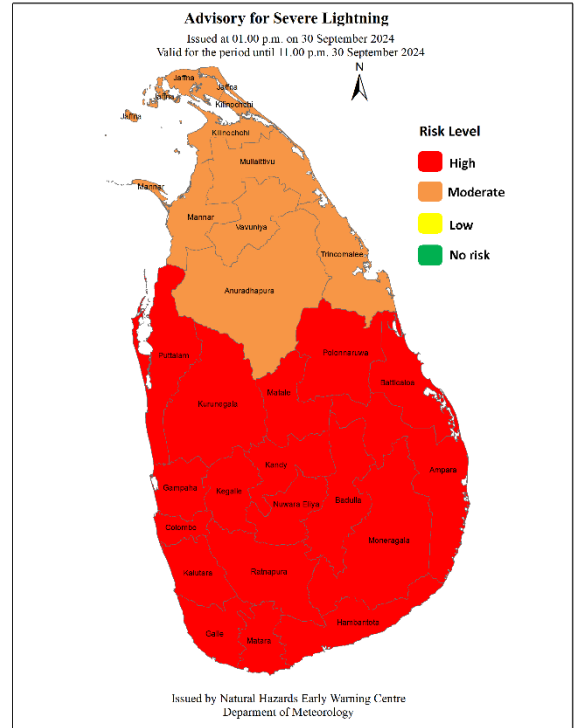 Advisory for Severe Lightning
Issued at 01.00 p.m. on 30 September 2024
Valid for the period until 11.00 p.m. 30 September 2024
N
Jaffna
Jaffna
Jaffna
Kilinochchi
Jaffna
Kilinochchi
Risk Level
High
Mullaittivu
Mannar
Moderate
Mannar
Vavuniya
Low
Trincomalee
No risk
Anuradhapura
Puttalam
Polonnaruwa
Batticaloa
Matale
Kurunegala
Kandy
Ampara
Gampaha
Kegalle
Nuwara Eliya
Badulla
Colombo
Moneragala
Kalutara
Ratnapura
Hambantota
Galle
Matara
Issued by Natural Hazards Early Warning Centre
Deparment of Meteorology